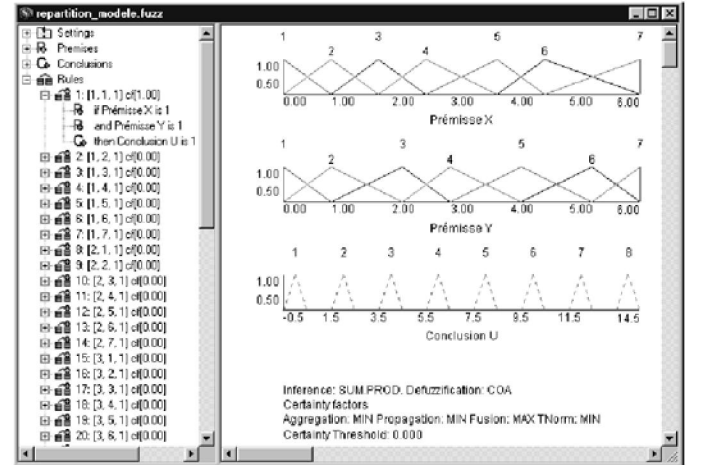 repartition_modele.fuzz
Settings
Premises
Conclusions
Rules
1: [1, 1, 1] cf[1.00]
if Prémisse X is 1
and Prémisse Y is 1
then Conclusion U is 1
2: [1, 2, 1] cf[0.00]
3: [1, 3, 1] cf[0.00]
4: [1, 4, 1] cf[0.00]
5: [1, 5, 1] cf[0.00]
6: [1, 6, 1] cf[0.00]
7: [1, 7, 1] cf[0.00]
8: [2, 1, 1] cf[0.00]
9: [2, 2, 1] cf[0.00]
10: [2, 3, 1] cf[0.00]
11: [2, 4, 1] cf[0.00]
12: [2, 5, 1] cf[0.00]
13: [2, 6, 1] cf[0.00]
14: [2, 7, 1] cf[0.00]
15: [3, 1, 1] cf[0.00]
16: [3, 2, 1] cf[0.00]
17: [3, 3, 1] cf[0.00]
18: [3, 4, 1] cf[0.00]
19: [3, 5, 1] cf[0.00]
20: [3, 6, 1] cf[0.00]
1 2 3 4 5 6 7
1.00
0.50
0.00 1.00 2.00 3.00 4.00 5.00 6.00
Prémisse X
1 2 3 4 5 6 7
1.00
0.50
0.00 1.00 2.00 3.00 4.00 5.00 6.00
Prémisse Y
1 2 3 4 5 6 7 8
1.00
0.50
-0.5 1.5 3.5 5.5 7.5 9.5 11.5 14.5
Conclusion U
Inference: SUM PROD. Defuzzification: COA
Certainty factors
Aggregation: MIN Propagation: MIN Fusion: MAX TNorm: MIN
Certainty Threshold: 0.000